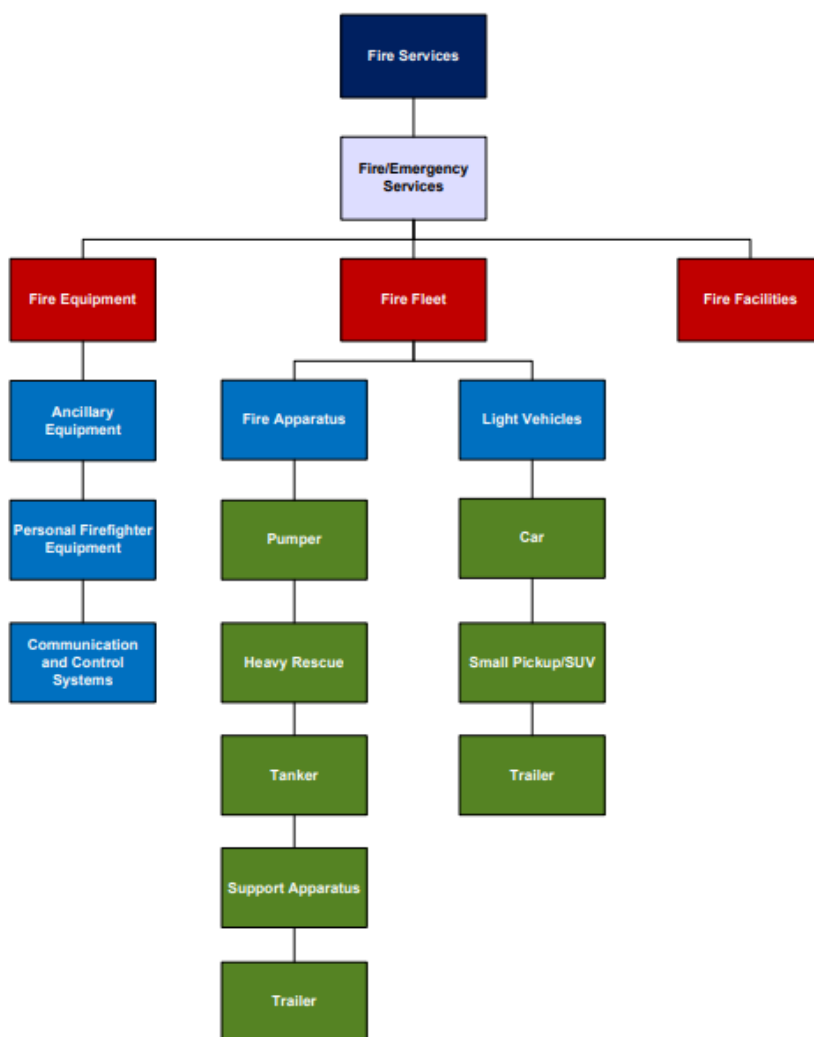 Fire Services
Fire/Emergency
Services
Fire Equipment
Fire Fleet
Fire Facilities
Ancillary
Equipment
Fire Apparatus
Light Vehicles
Personal Firefighter
Equipment
Pumper
Car
Communication
and Control
Systems
Heavy Rescue
Small Pickup/SUV
Tanker
Trailer
Support Apparatus
Trailer